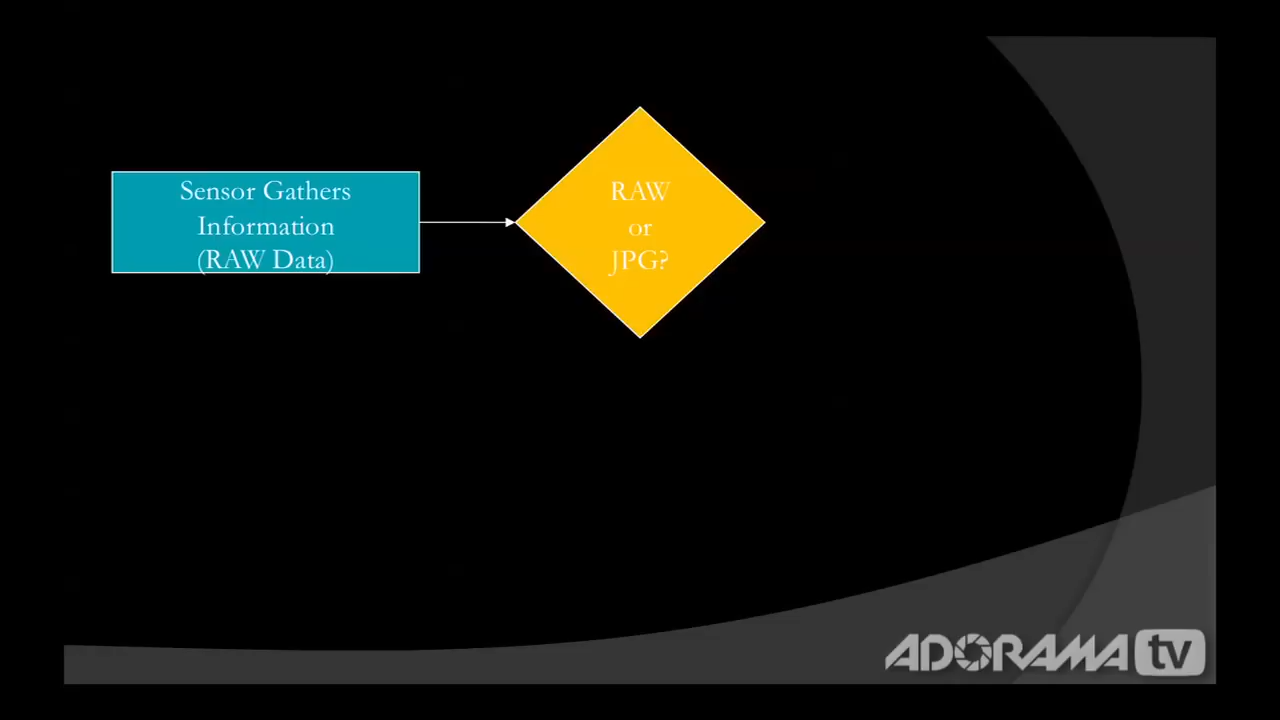 Sensor Gathers
Information
(RAW Data)
RAW
or
JPG?
ADORAMA tv